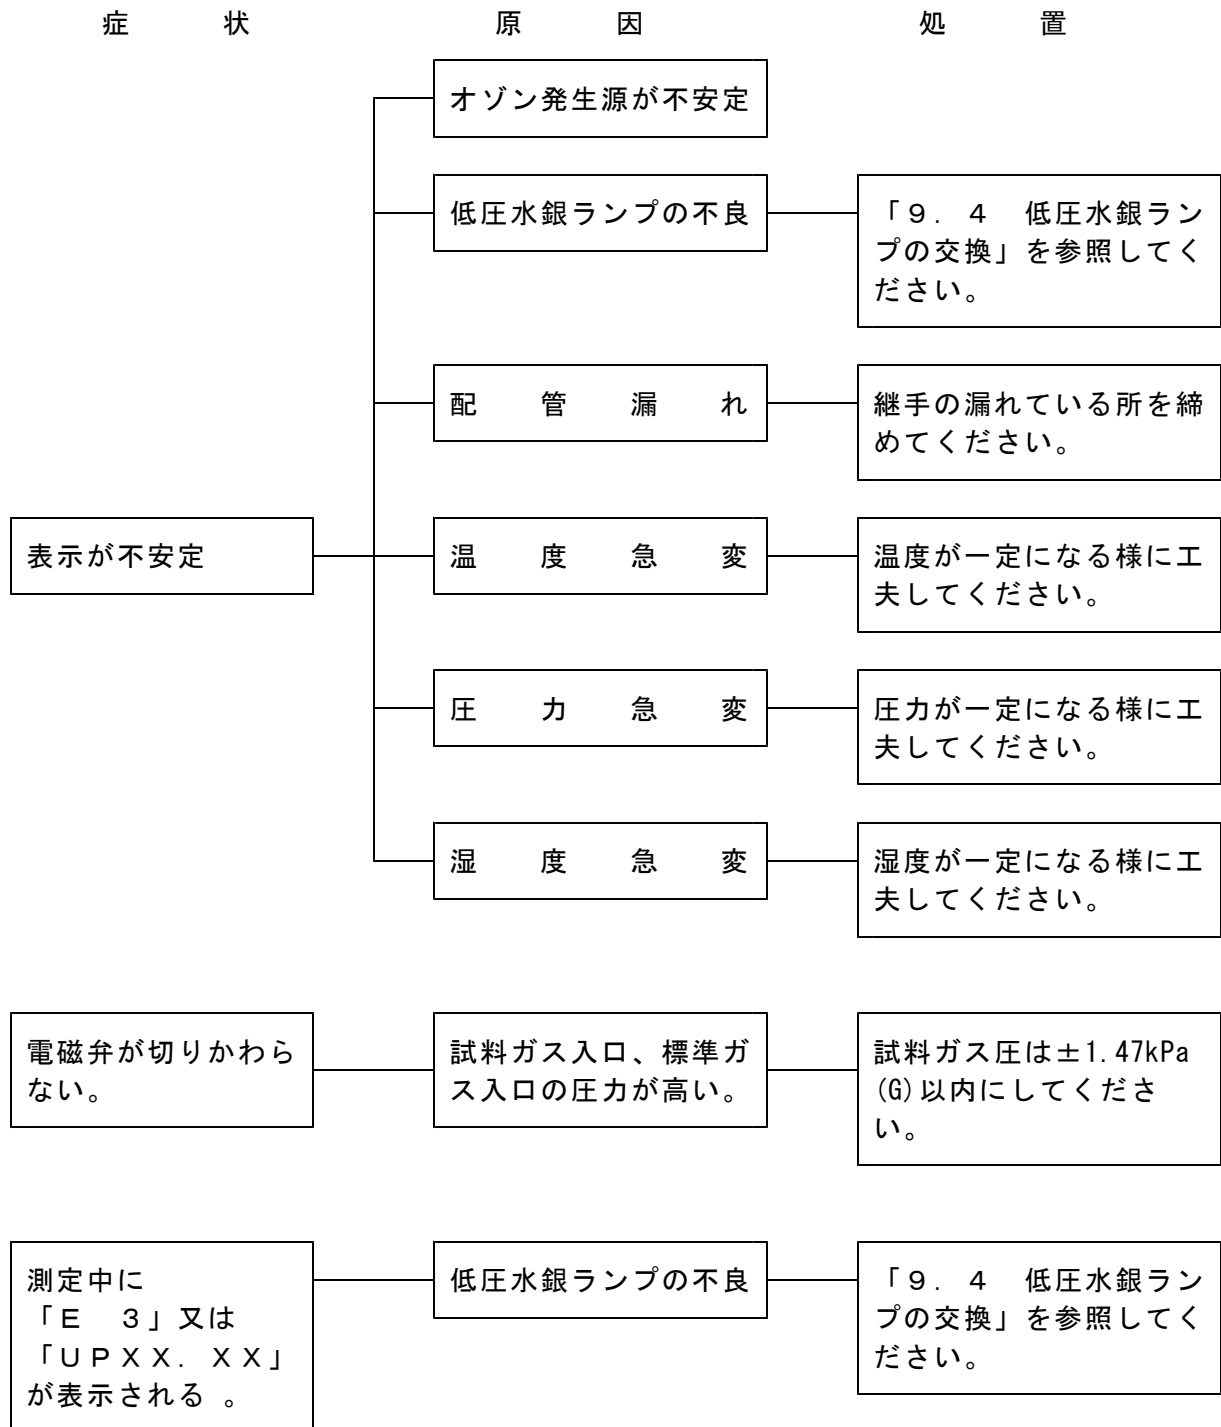 症　状　原　因　処　置
オゾン発生源が不安定
低圧水銀ランプの不良
「９．４　低圧水銀ラン
プの交換」を参照してく
ださい。
配　管　漏　れ
継手の漏れている所を締
めてください。
表示が不安定
温　度　急　変
温度が一定になる様に工
夫してください。
圧　力　急　変
圧力が一定になる様に工
夫してください。
湿　度　急　変
湿度が一定になる様に工
夫してください。
電磁弁が切りかわら
ない。
試料ガス入口、標準ガ
ス入口の圧力が高い。
試料ガス圧は±1.47kPa
(G)以内にしてくださ
い。
測定中に
「Ｅ　３」又は
「ＵＰＸＸ．ＸＸ」
が表示される 。
低圧水銀ランプの不良
「９．４　低圧水銀ラン
プの交換」を参照してく
ださい。